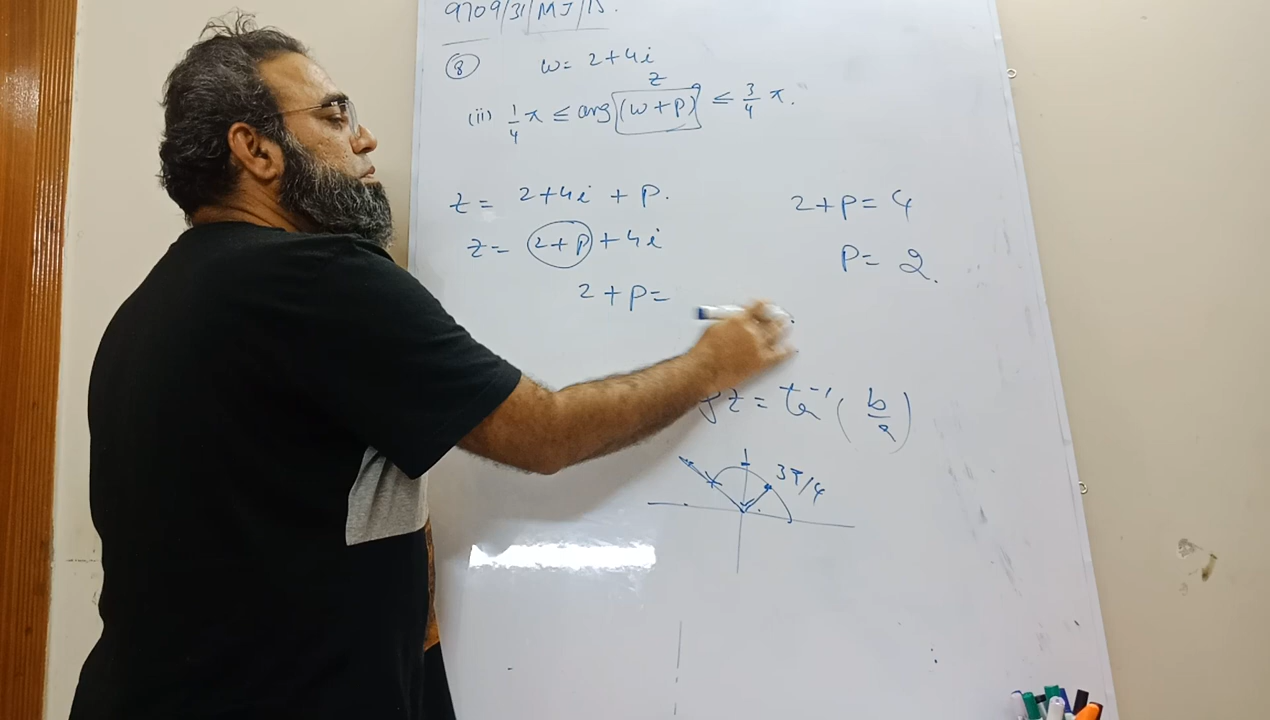 9709/31/MJ/15.
8 w= 2+4i
z
(ii) 1/4 π ≤ arg (w+p) ≤ 3/4 π.
z= 2+4i + p.
z= 2+p +4i
2+p=
2+p= 4
p= 2.
z = tan⁻¹ (b/a)
3π/4